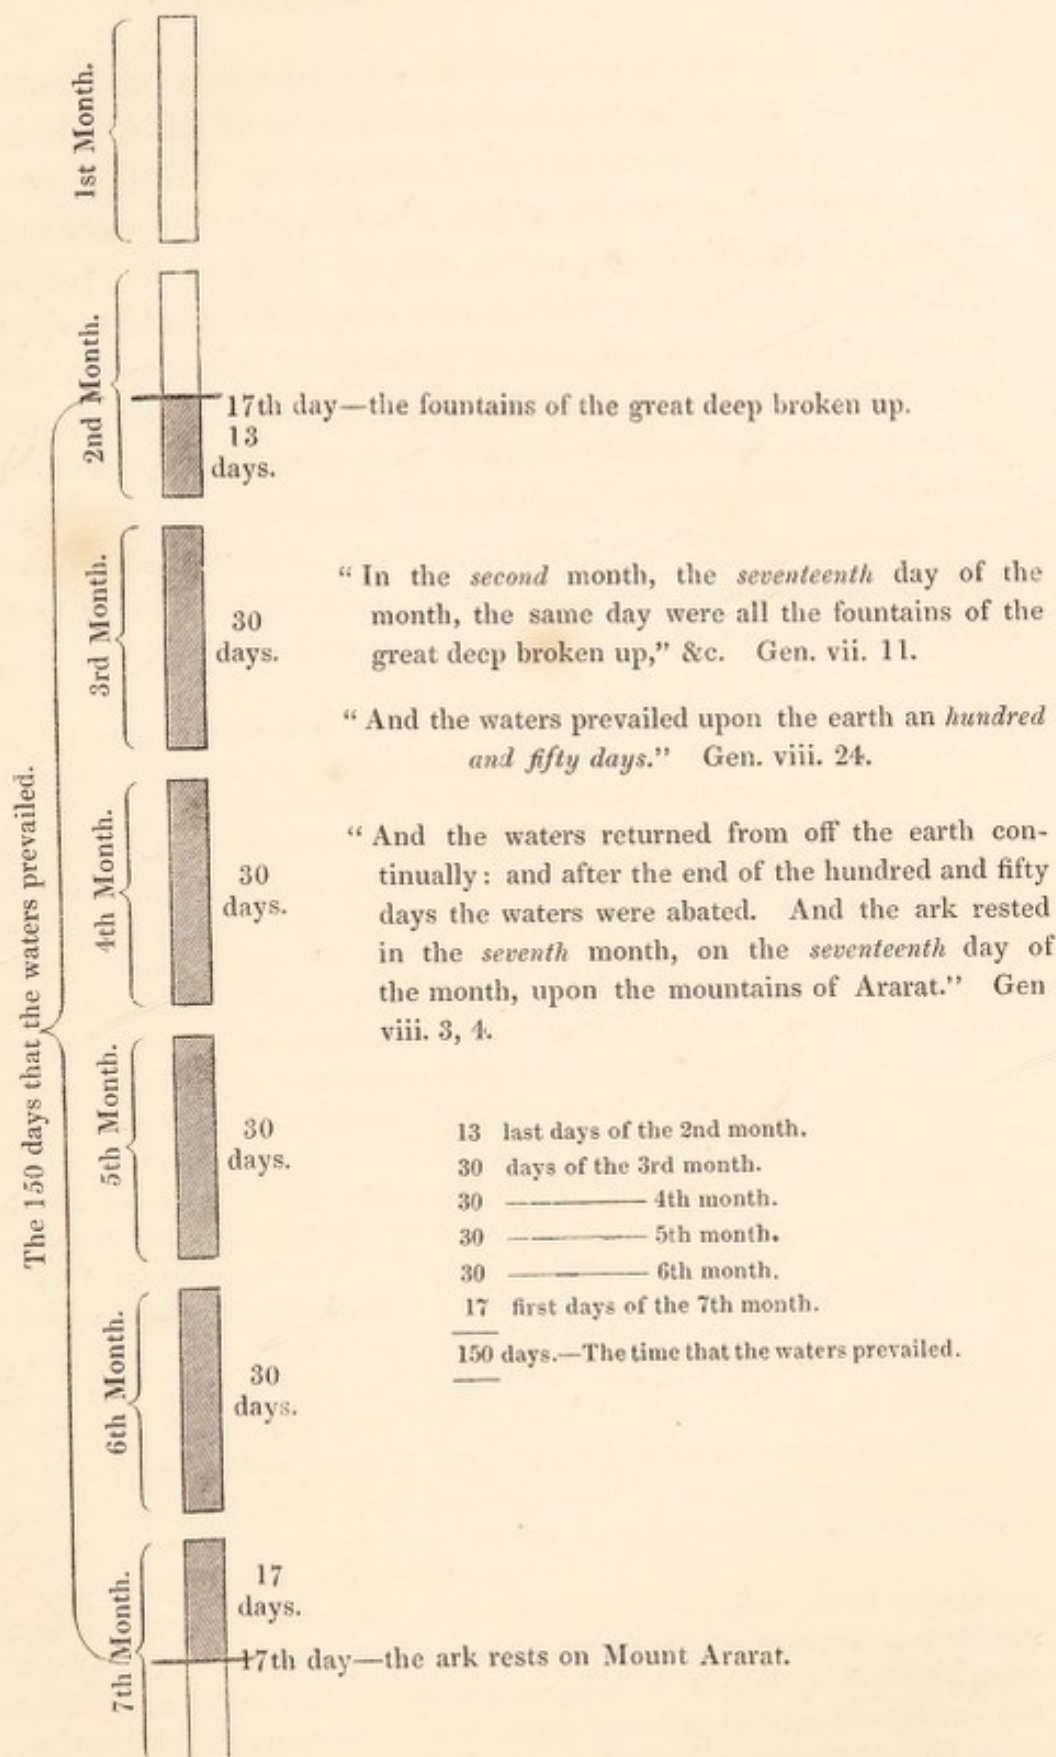 1st Month.
2nd Month.
17th day—the fountains of the great deep broken up.
13
days.
3rd Month.
30
days.
“ In the second month, the seventeenth day of the
month, the same day were all the fountains of the
great deep broken up,” &c. Gen. vii. 11.
“ And the waters prevailed upon the earth an hundred
and fifty days.” Gen. viii. 24.
The 150 days that the waters prevailed.
4th Month.
30
days.
“ And the waters returned from off the earth con-
tinually: and after the end of the hundred and fifty
days the waters were abated. And the ark rested
in the seventh month, on the seventeenth day of
the month, upon the mountains of Ararat.” Gen
viii. 3, 4.
5th Month.
30
days.
13 last days of the 2nd month.
30 days of the 3rd month.
30 ——— 4th month.
30 ——— 5th month.
30 ——— 6th month.
17 first days of the 7th month.
150 days.—The time that the waters prevailed.
6th Month.
30
days.
7th Month.
17
days.
17th day—the ark rests on Mount Ararat.